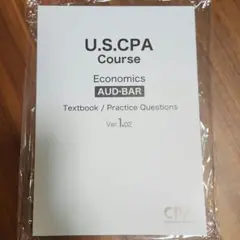 U.S.CPA
Course
Economics
AUD•BAR
Textbook / Practice Questions
Ver.1.02